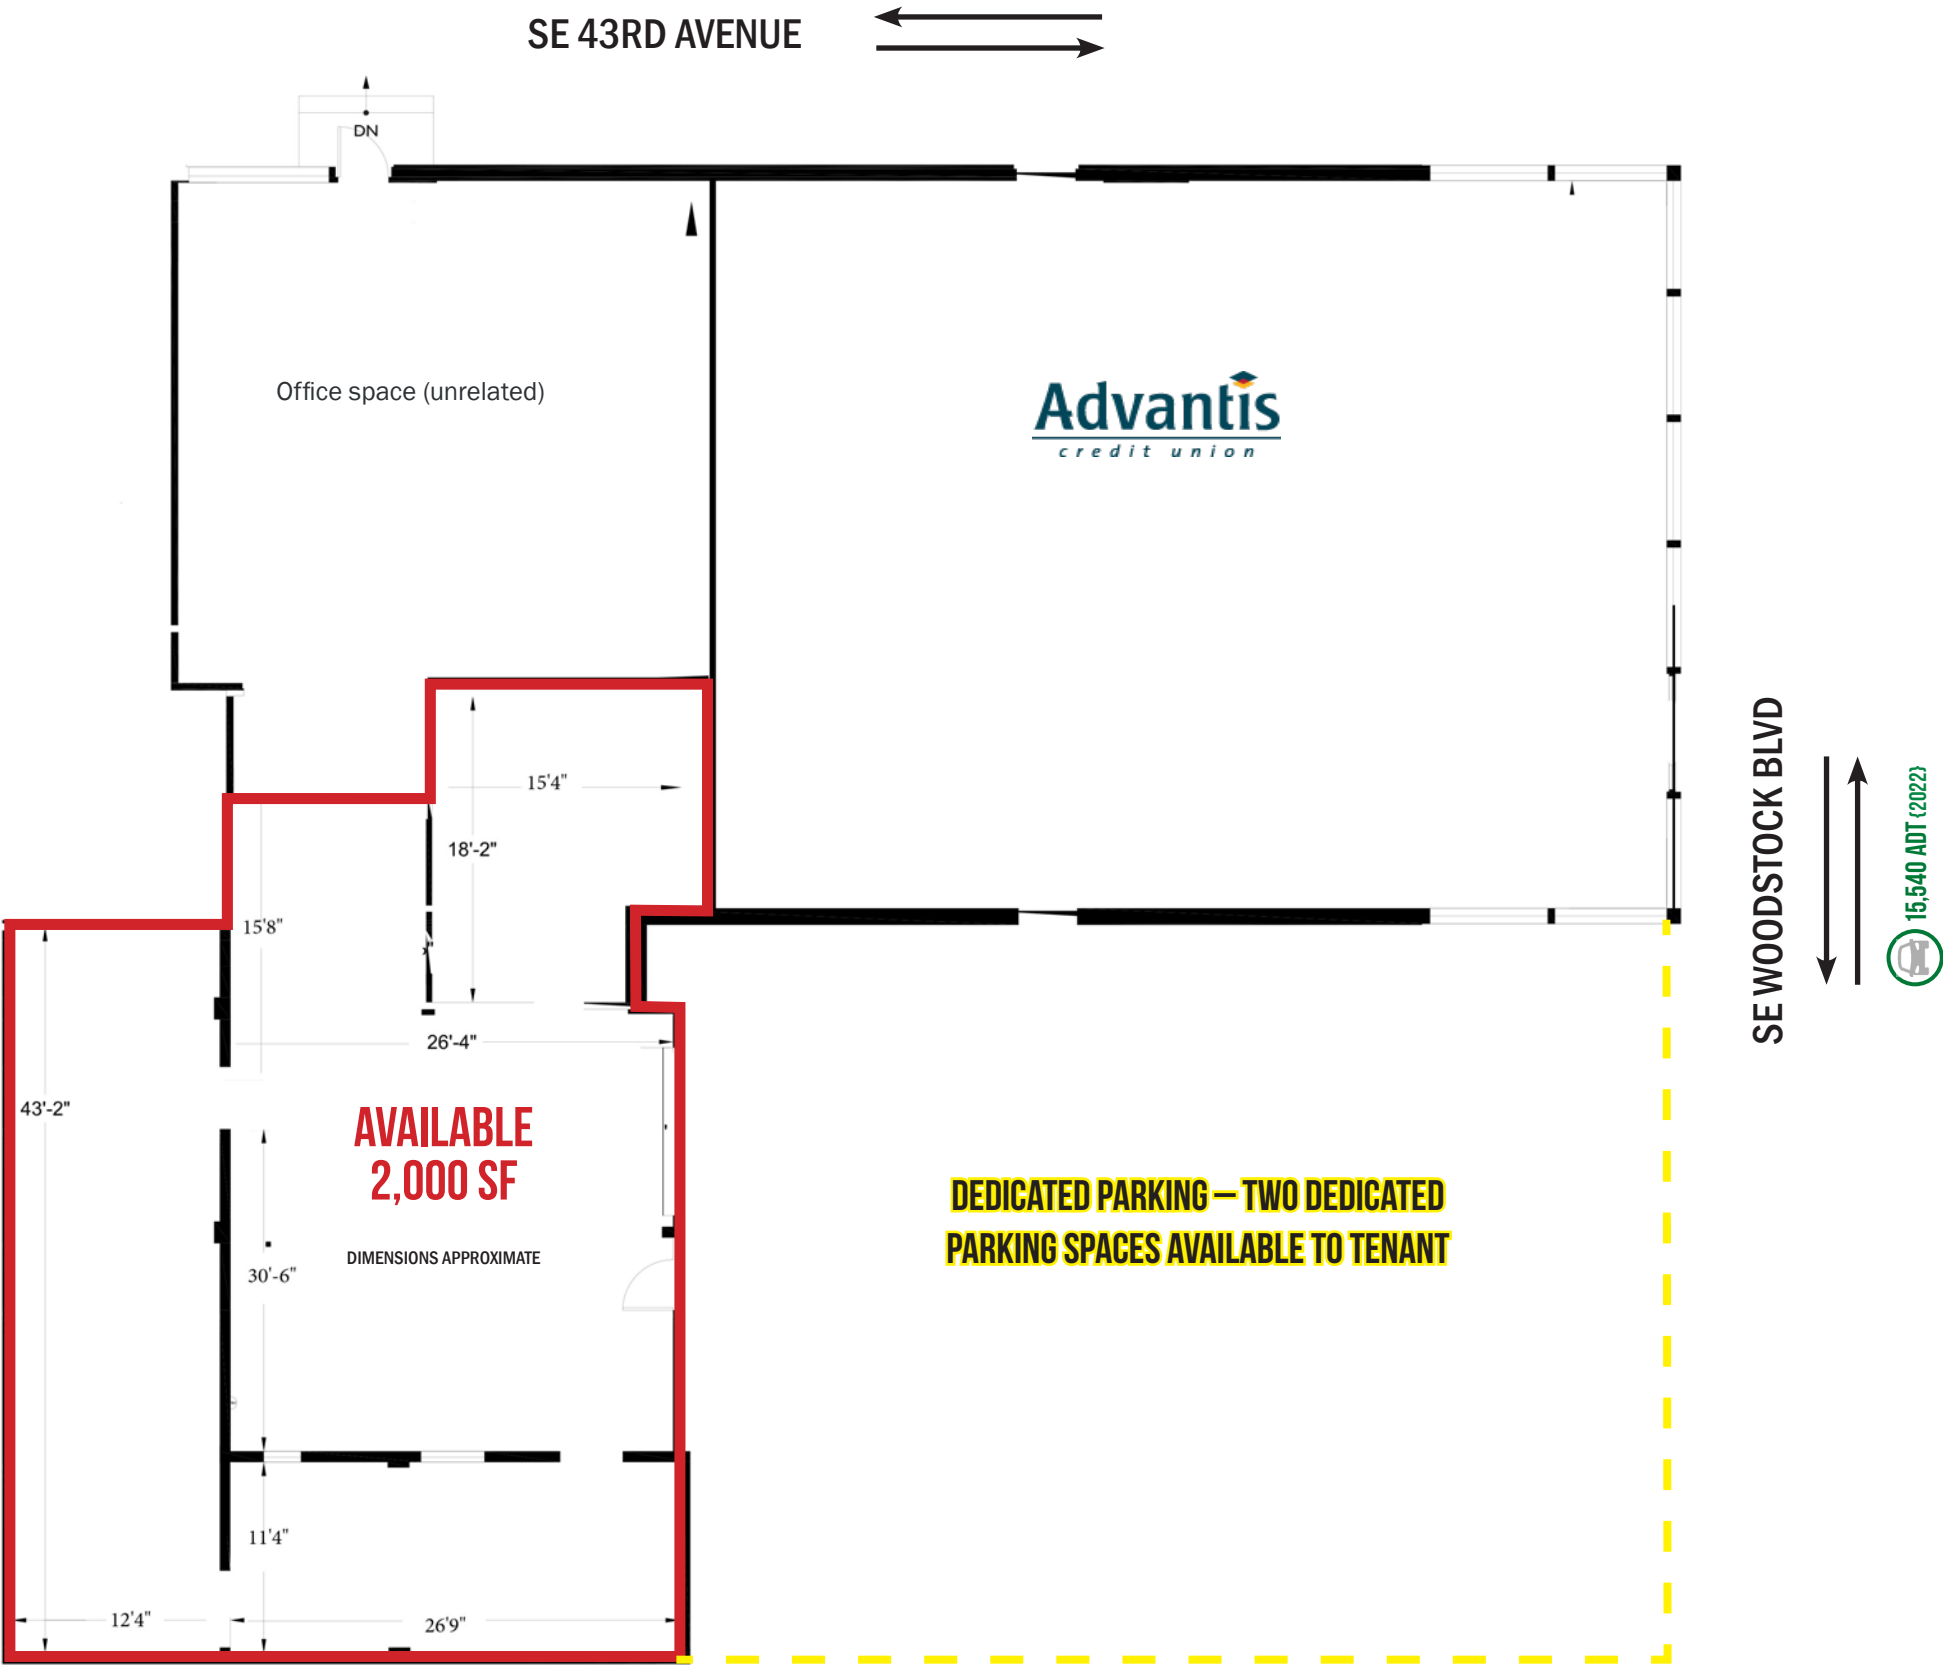 SE 43RD AVENUE
DN
Office space (unrelated)
Advantis
credit union
15'4"
18'-2"
15'8"
26'-4"
43'-2"
AVAILABLE
2,000 SF
DIMENSIONS APPROXIMATE
30'-6"
11'4"
12'4"
26'9"
DEDICATED PARKING – TWO DEDICATED
PARKING SPACES AVAILABLE TO TENANT
SE WOODSTOCK BLVD
15,540 ADT {2022}